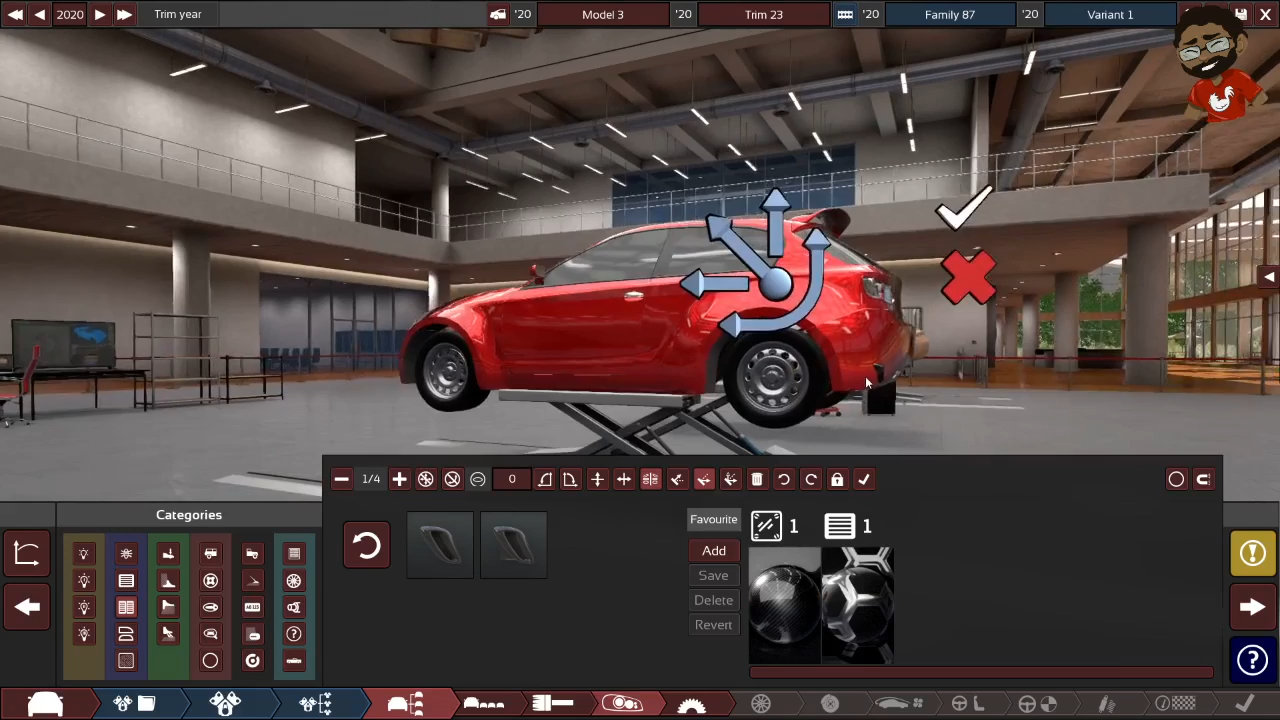 2020
Trim year
'20
Model 3
'20
Trim 23
'20
Family 87
'20
Variant 1
X
1/4
0
Categories
Favourite
1
1
Add
Save
Delete
Revert
?
?